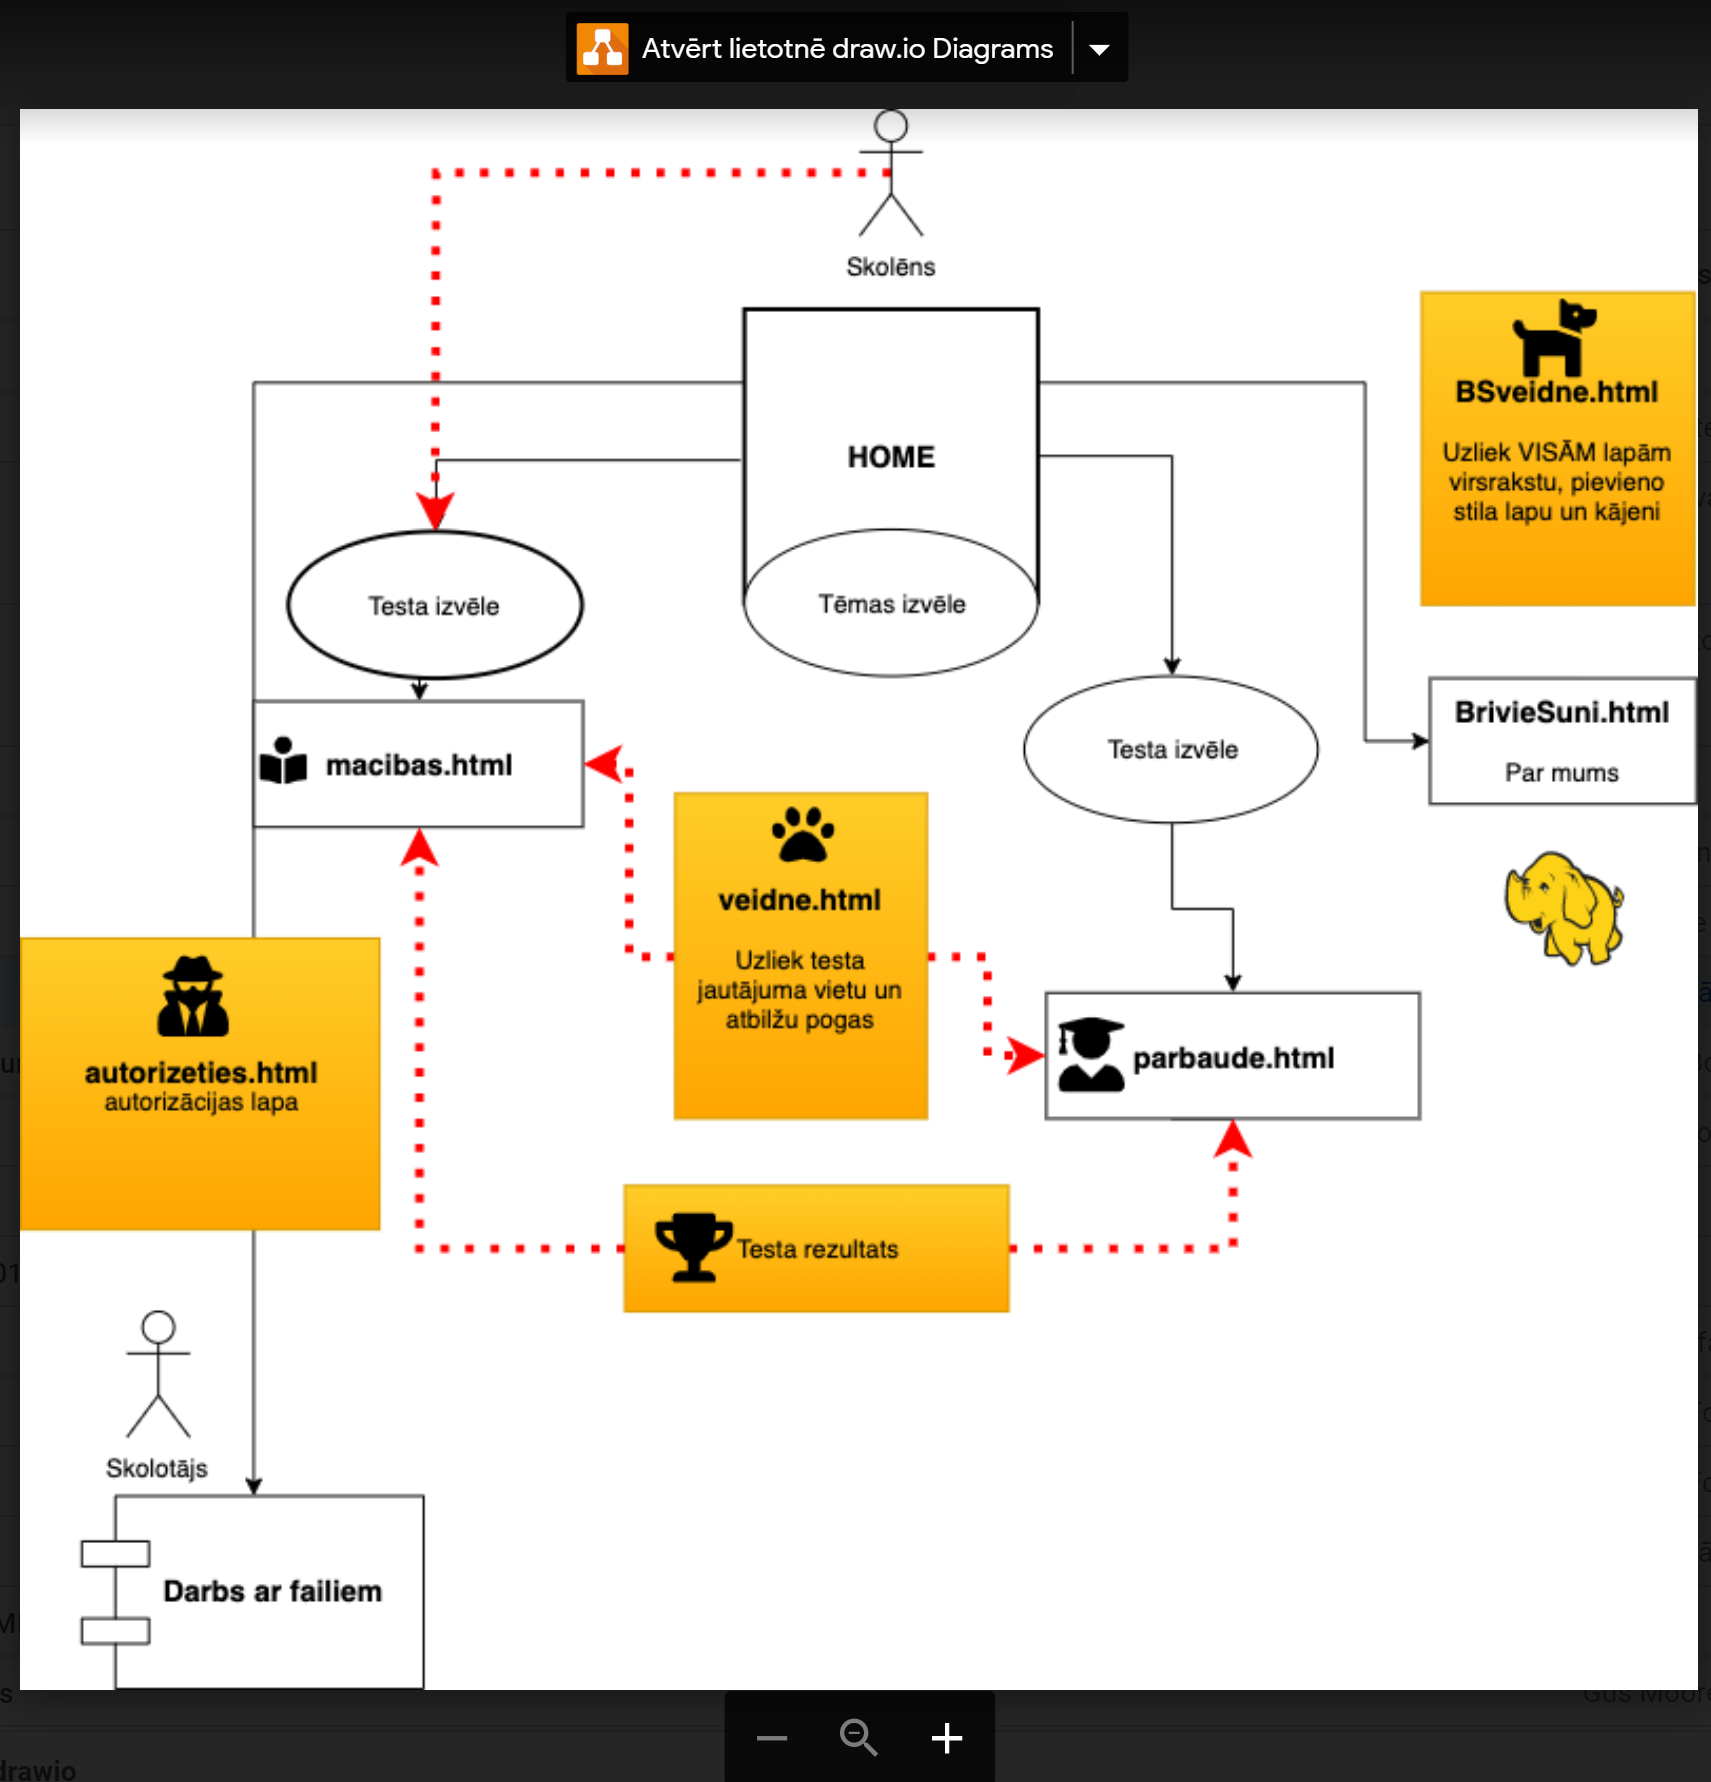 Atvērt lietotnē draw.io Diagrams
Skolēns
HOME
Tēmas izvēle
Testa izvēle
BSveidne.html
Uzliek VISĀM lapām
virsrakstu, pievieno
stila lapu un kājeni
macibas.html
Testa izvēle
BrivieSuni.html
Par mums
veidne.html
Uzliek testa
jautājuma vietu un
atbilžu pogas
autorizeties.html
autorizācijas lapa
parbaude.html
Testa rezultats
Skolotājs
Darbs ar failiem
drawio